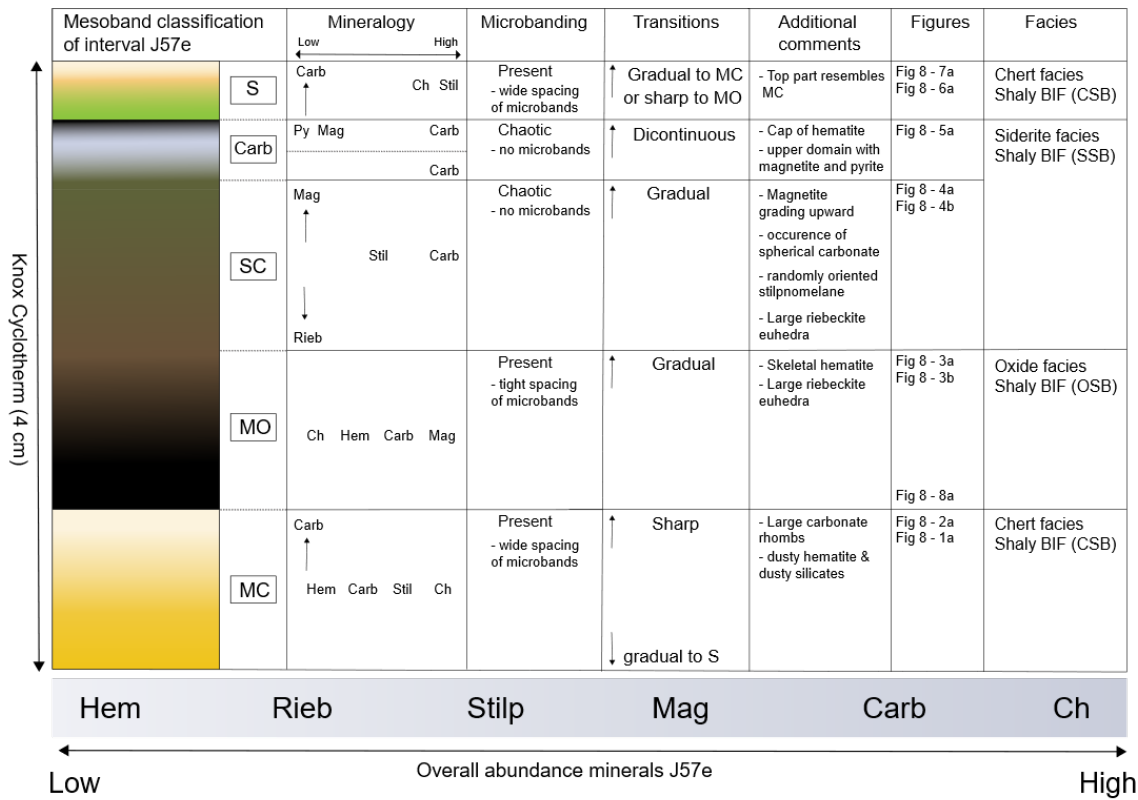 Mesoband classification
of interval J57e
Mineralogy
Low High
Microbanding
Transitions
Additional
comments
Figures
Facies
Knox Cyclotherm (4 cm)
S
Carb
Ch Stil
Present
- wide spacing
of microbands
Gradual to MC
or sharp to MO
- Top part resembles
MC
Fig 8 - 7a
Fig 8 - 6a
Chert facies
Shaly BIF (CSB)
Carb
Py Mag Carb
Carb
Chaotic
- no microbands
Dicontinuous
- Cap of hematite
- upper domain with
magnetite and pyrite
Fig 8 - 5a
Siderite facies
Shaly BIF (SSB)
SC
Mag
Stil Carb
Rieb
Chaotic
- no microbands
Gradual
- Magnetite
grading upward
- occurence of
spherical carbonate
- randomly oriented
stilpnomelane
- Large riebeckite
euhedra
Fig 8 - 4a
Fig 8 - 4b
MO
Ch Hem Carb Mag
Present
- tight spacing
of microbands
Gradual
- Skeletal hematite
- Large riebeckite
euhedra
Fig 8 - 3a
Fig 8 - 3b
Fig 8 - 8a
Oxide facies
Shaly BIF (OSB)
MC
Carb
Hem Carb Stil Ch
Present
- wide spacing
of microbands
Sharp
gradual to S
- Large carbonate
rhombs
- dusty hematite &
dusty silicates
Fig 8 - 2a
Fig 8 - 1a
Chert facies
Shaly BIF (CSB)
Hem Rieb Stilp Mag Carb Ch
Overall abundance minerals J57e
Low High